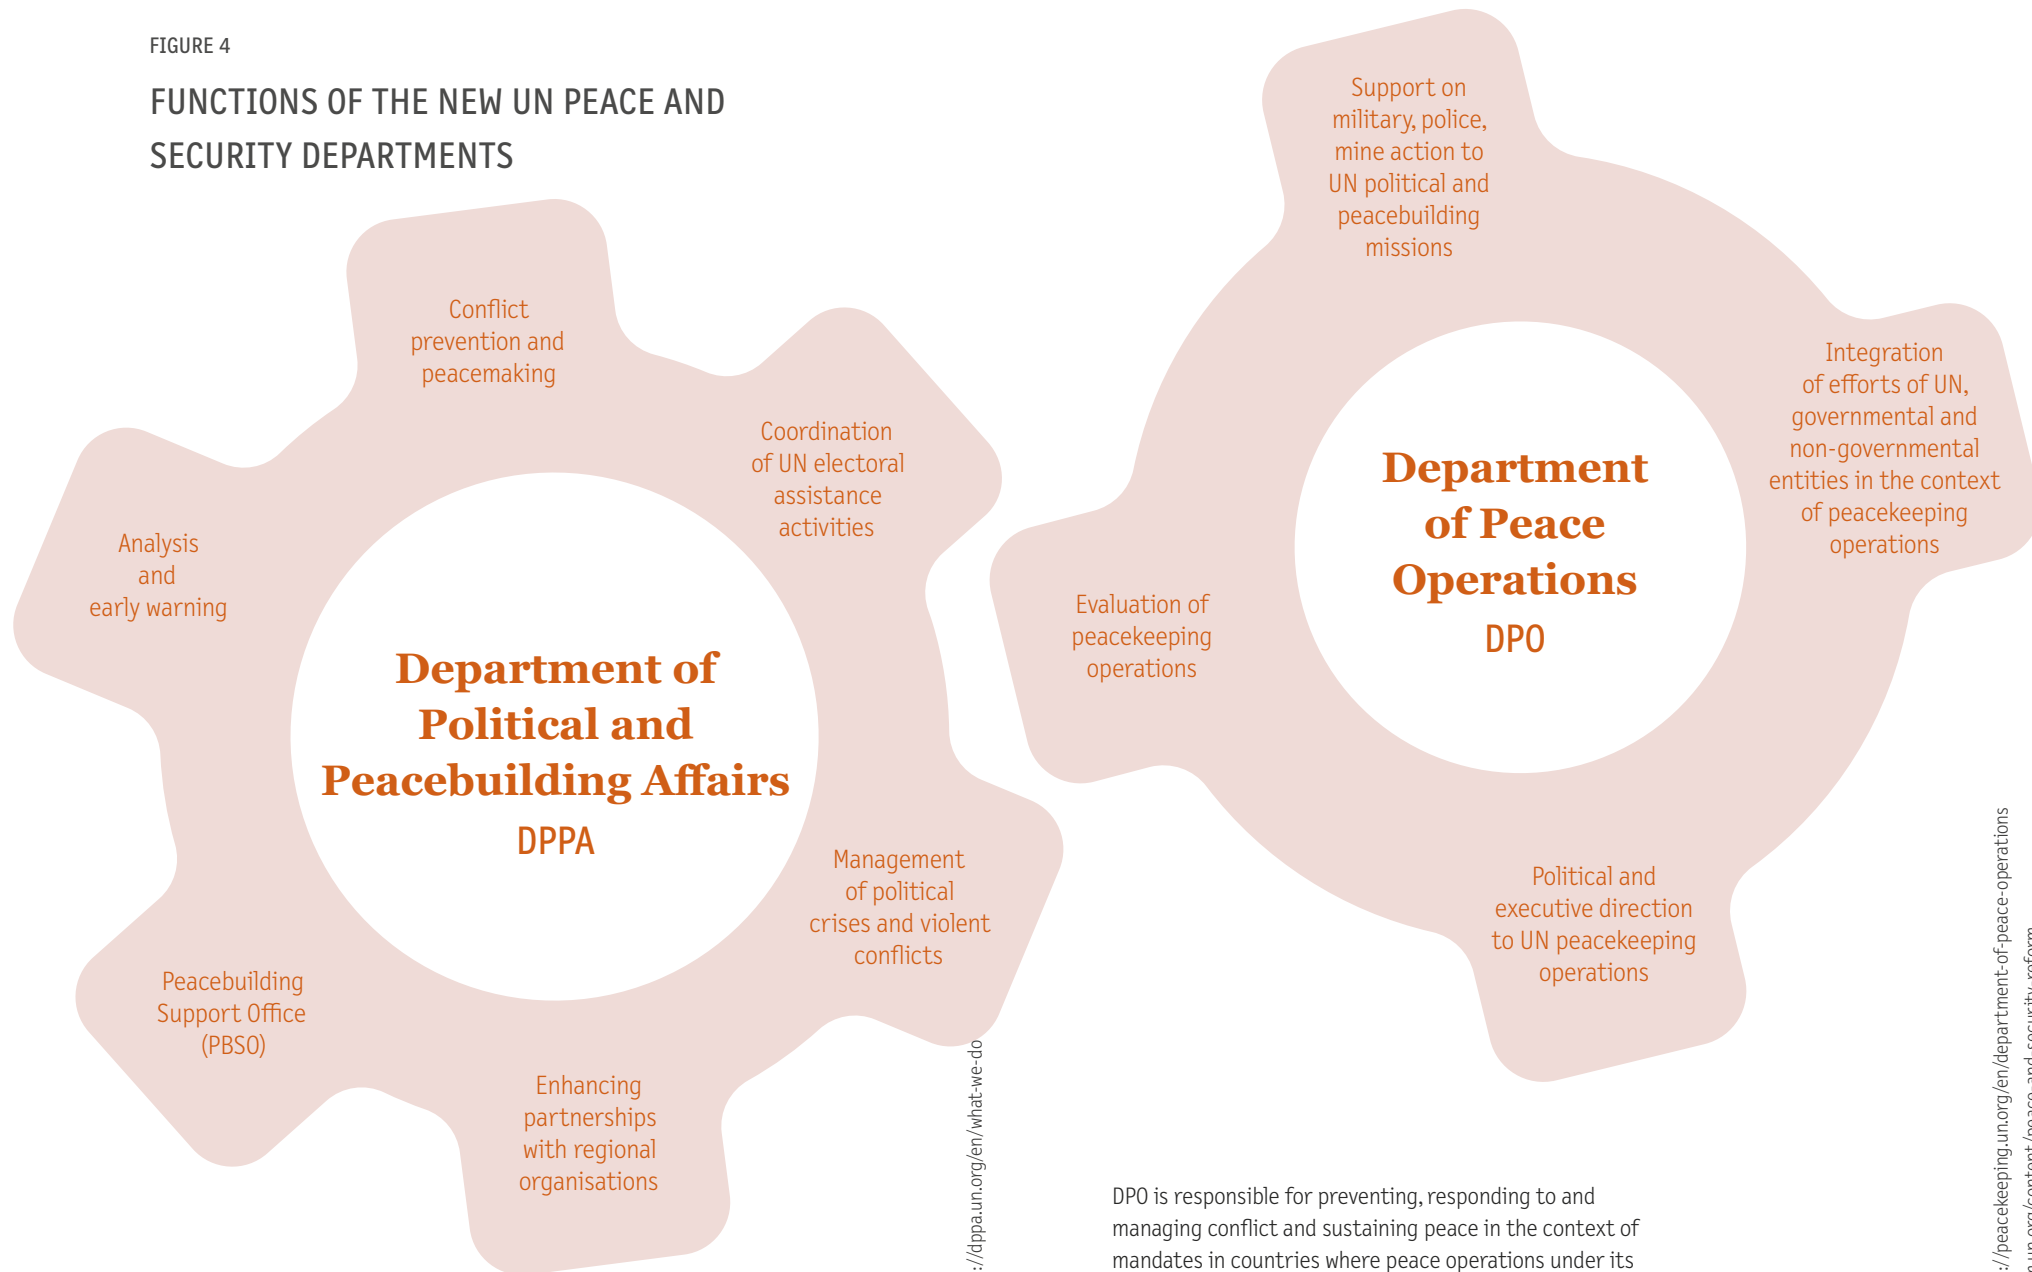 FIGURE 4
FUNCTIONS OF THE NEW UN PEACE AND
SECURITY DEPARTMENTS
Conflict
prevention and
peacemaking
Coordination
of UN electoral
assistance
activities
Analysis
and
early warning
Department of
Political and
Peacebuilding Affairs
DPPA
Management
of political
crises and violent
conflicts
Peacebuilding
Support Office
(PBSO)
Enhancing
partnerships
with regional
organisations
://dppa.un.org/en/what-we-do
Support on
military, police,
mine action to
UN political and
peacebuilding
missions
Integration
of efforts of UN,
governmental and
non-governmental
entities in the context
of peacekeeping
operations
Department
of Peace
Operations
DPO
Evaluation of
peacekeeping
operations
Political and
executive direction
to UN peacekeeping
operations
DPO is responsible for preventing, responding to and
managing conflict and sustaining peace in the context of
mandates in countries where peace operations under its
://peacekeeping.un.org/en/department-of-peace-operations
.un.org/content/peace-and-security-reform